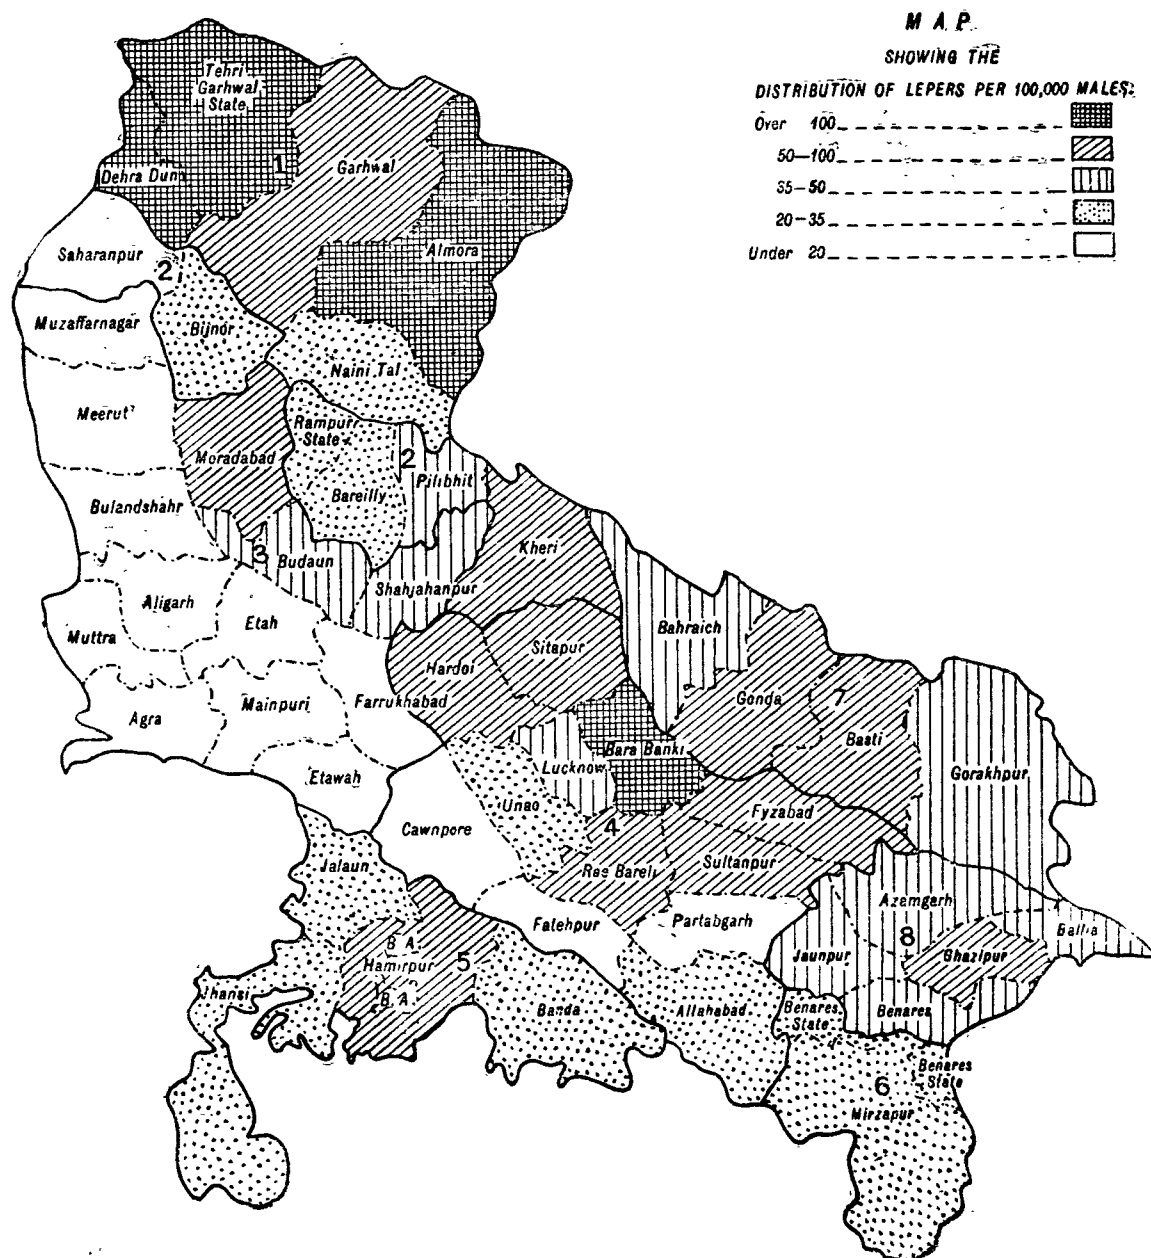 MAP
SHOWING THE
DISTRIBUTION OF LEPERS PER 100,000 MALES.
Over 100
50-100
35-50
20-35
Under 20
Tehri
Garhwal
State
1
Dehra Dun
Garhwal
Almora
Saharanpur
2
Muzaffarnagar
Bijnor
Naini Tal
Meerut
Rampur
State
Moradabad
2
Pilibhit
Bareilly
Bulandshahr
3
Budaun
Kheri
Shahjahanpur
Aligarh
Etah
Muttra
Bahraich
Sitapur
Hardoi
Mainpuri
Farrukhabad
Agra
Gonda
7
Basti
Bara Banki
Lucknow
Gorakhpur
Etawah
Unao
Fyzabad
Cawnpore
4
Jalaun
Rae Bareli
Sultanpur
Azamgarh
Fatehpur
Partabgarh
Ballia
B.A.
Hamirpur
5
B.A.
8
Jaunpur
Ghazipur
Jhansi
Banda
Allahabad
Benares
State
Benares
Benares
State
6
Mirzapur